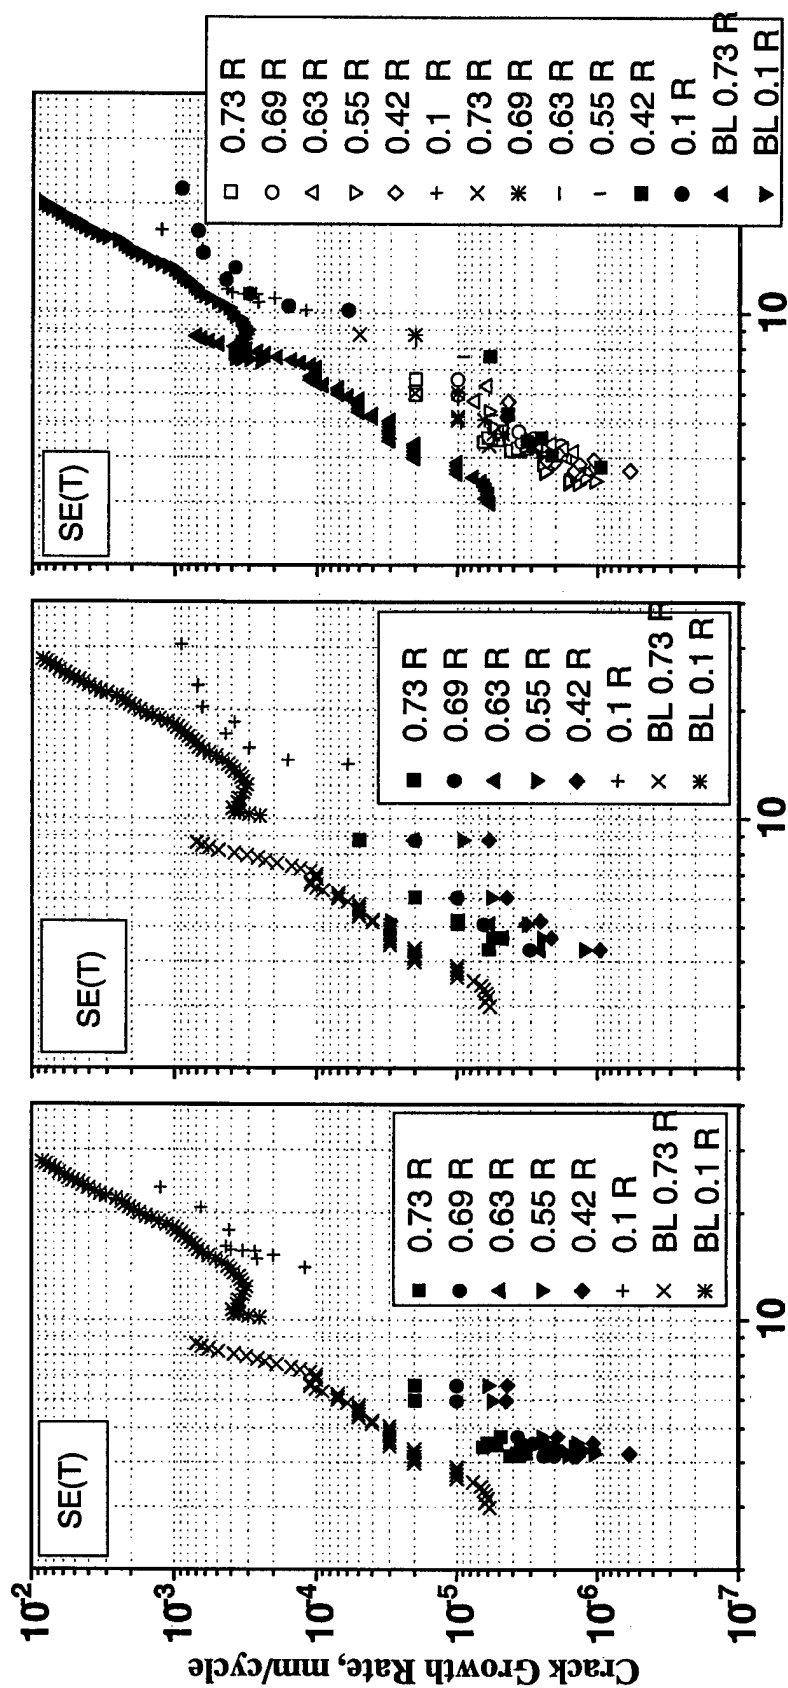 SE(T)
0.73 R
0.69 R
0.63 R
0.55 R
0.42 R
0.1 R
BL 0.73 R
BL 0.1 R
10
Crack Growth Rate, mm/cycle
10-2
10-3
10-4
10-5
10-6
10-7
SE(T)
0.73 R
0.69 R
0.63 R
0.55 R
0.42 R
0.1 R
BL 0.73 R
BL 0.1 R
10
SE(T)
0.73 R
0.69 R
0.63 R
0.55 R
0.42 R
0.1 R
0.73 R
0.69 R
0.63 R
0.55 R
0.42 R
0.1 R
BL 0.73 R
BL 0.1 R
10